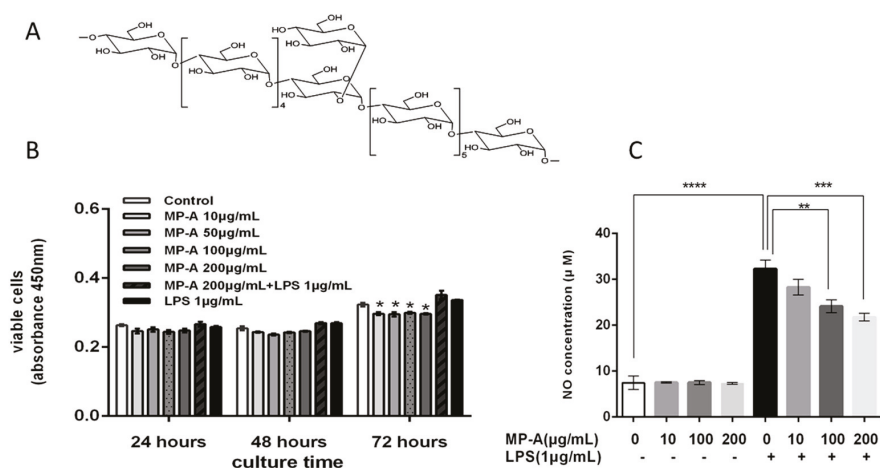 A
OH
OH
OH
OH
OH
OH
OH
O
O
O
O
O
O
O
HO
HO
HO
HO
HO
HO
HO
OH
OH
OH
OH
OH
4
5
B
C
viable cells
(absorbance 450nm)
0.6
0.4
0.2
0.0
Control
MP-A 10μg/mL
MP-A 50μg/mL
MP-A 100μg/mL
MP-A 200μg/mL
MP-A 200μg/mL+LPS 1μg/mL
LPS 1μg/mL
* * * *
24 hours 48 hours 72 hours
culture time
NO concentration (μ M)
50
40
30
20
10
0
****
***
**
MP-A(μg/mL) 0 10 100 200 0 10 100 200
LPS(1μg/mL) - - - - + + + +